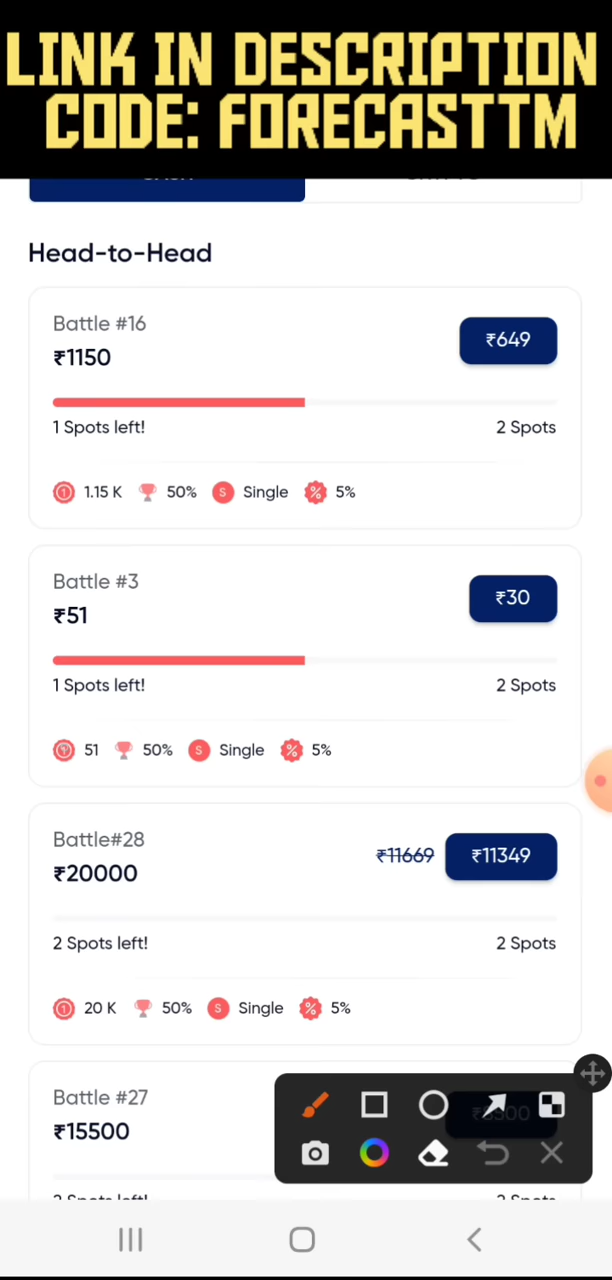 LINK IN DESCRIPTION
CODE: FORECASTTM
Head-to-Head
Battle #16
₹1150
₹649
1 Spots left!
2 Spots
1.15 K 50% S Single % 5%
Battle #3
₹51
₹30
1 Spots left!
2 Spots
51 50% S Single % 5%
Battle#28
₹20000
₹11669 ₹11349
2 Spots left!
2 Spots
1 20 K 50% S Single % 5%
Battle #27
₹15500